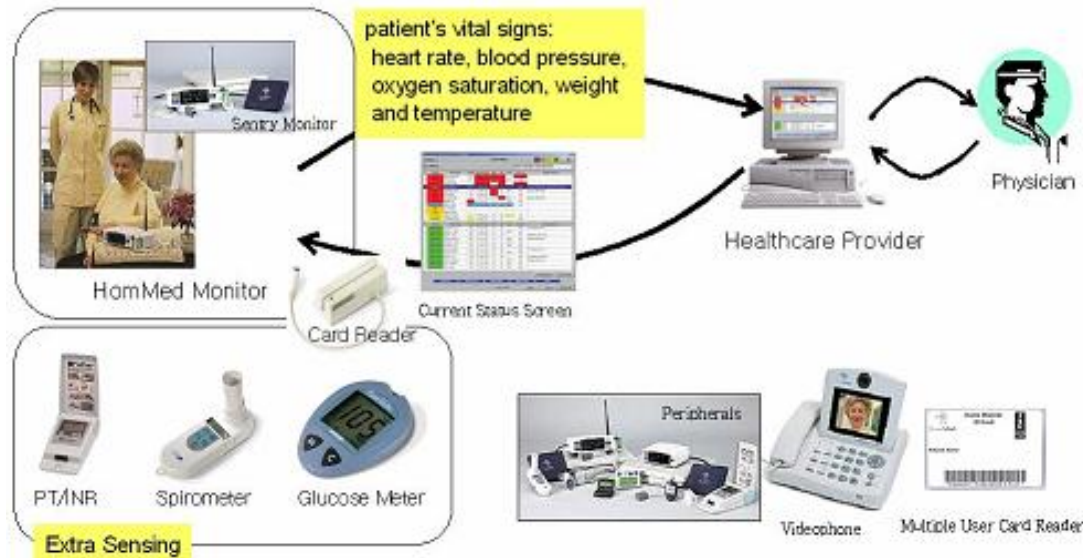 patient's vital signs:
heart rate, blood pressure,
oxygen saturation, weight
and temperature
Sentry Monitor
HomMed Monitor
Card Reader
Current Status Screen
Healthcare Provider
Physician
PT/INR
Spirometer
105
Glucose Meter
Extra Sensing
Peripherals
Videophone
Multiple User Card Reader